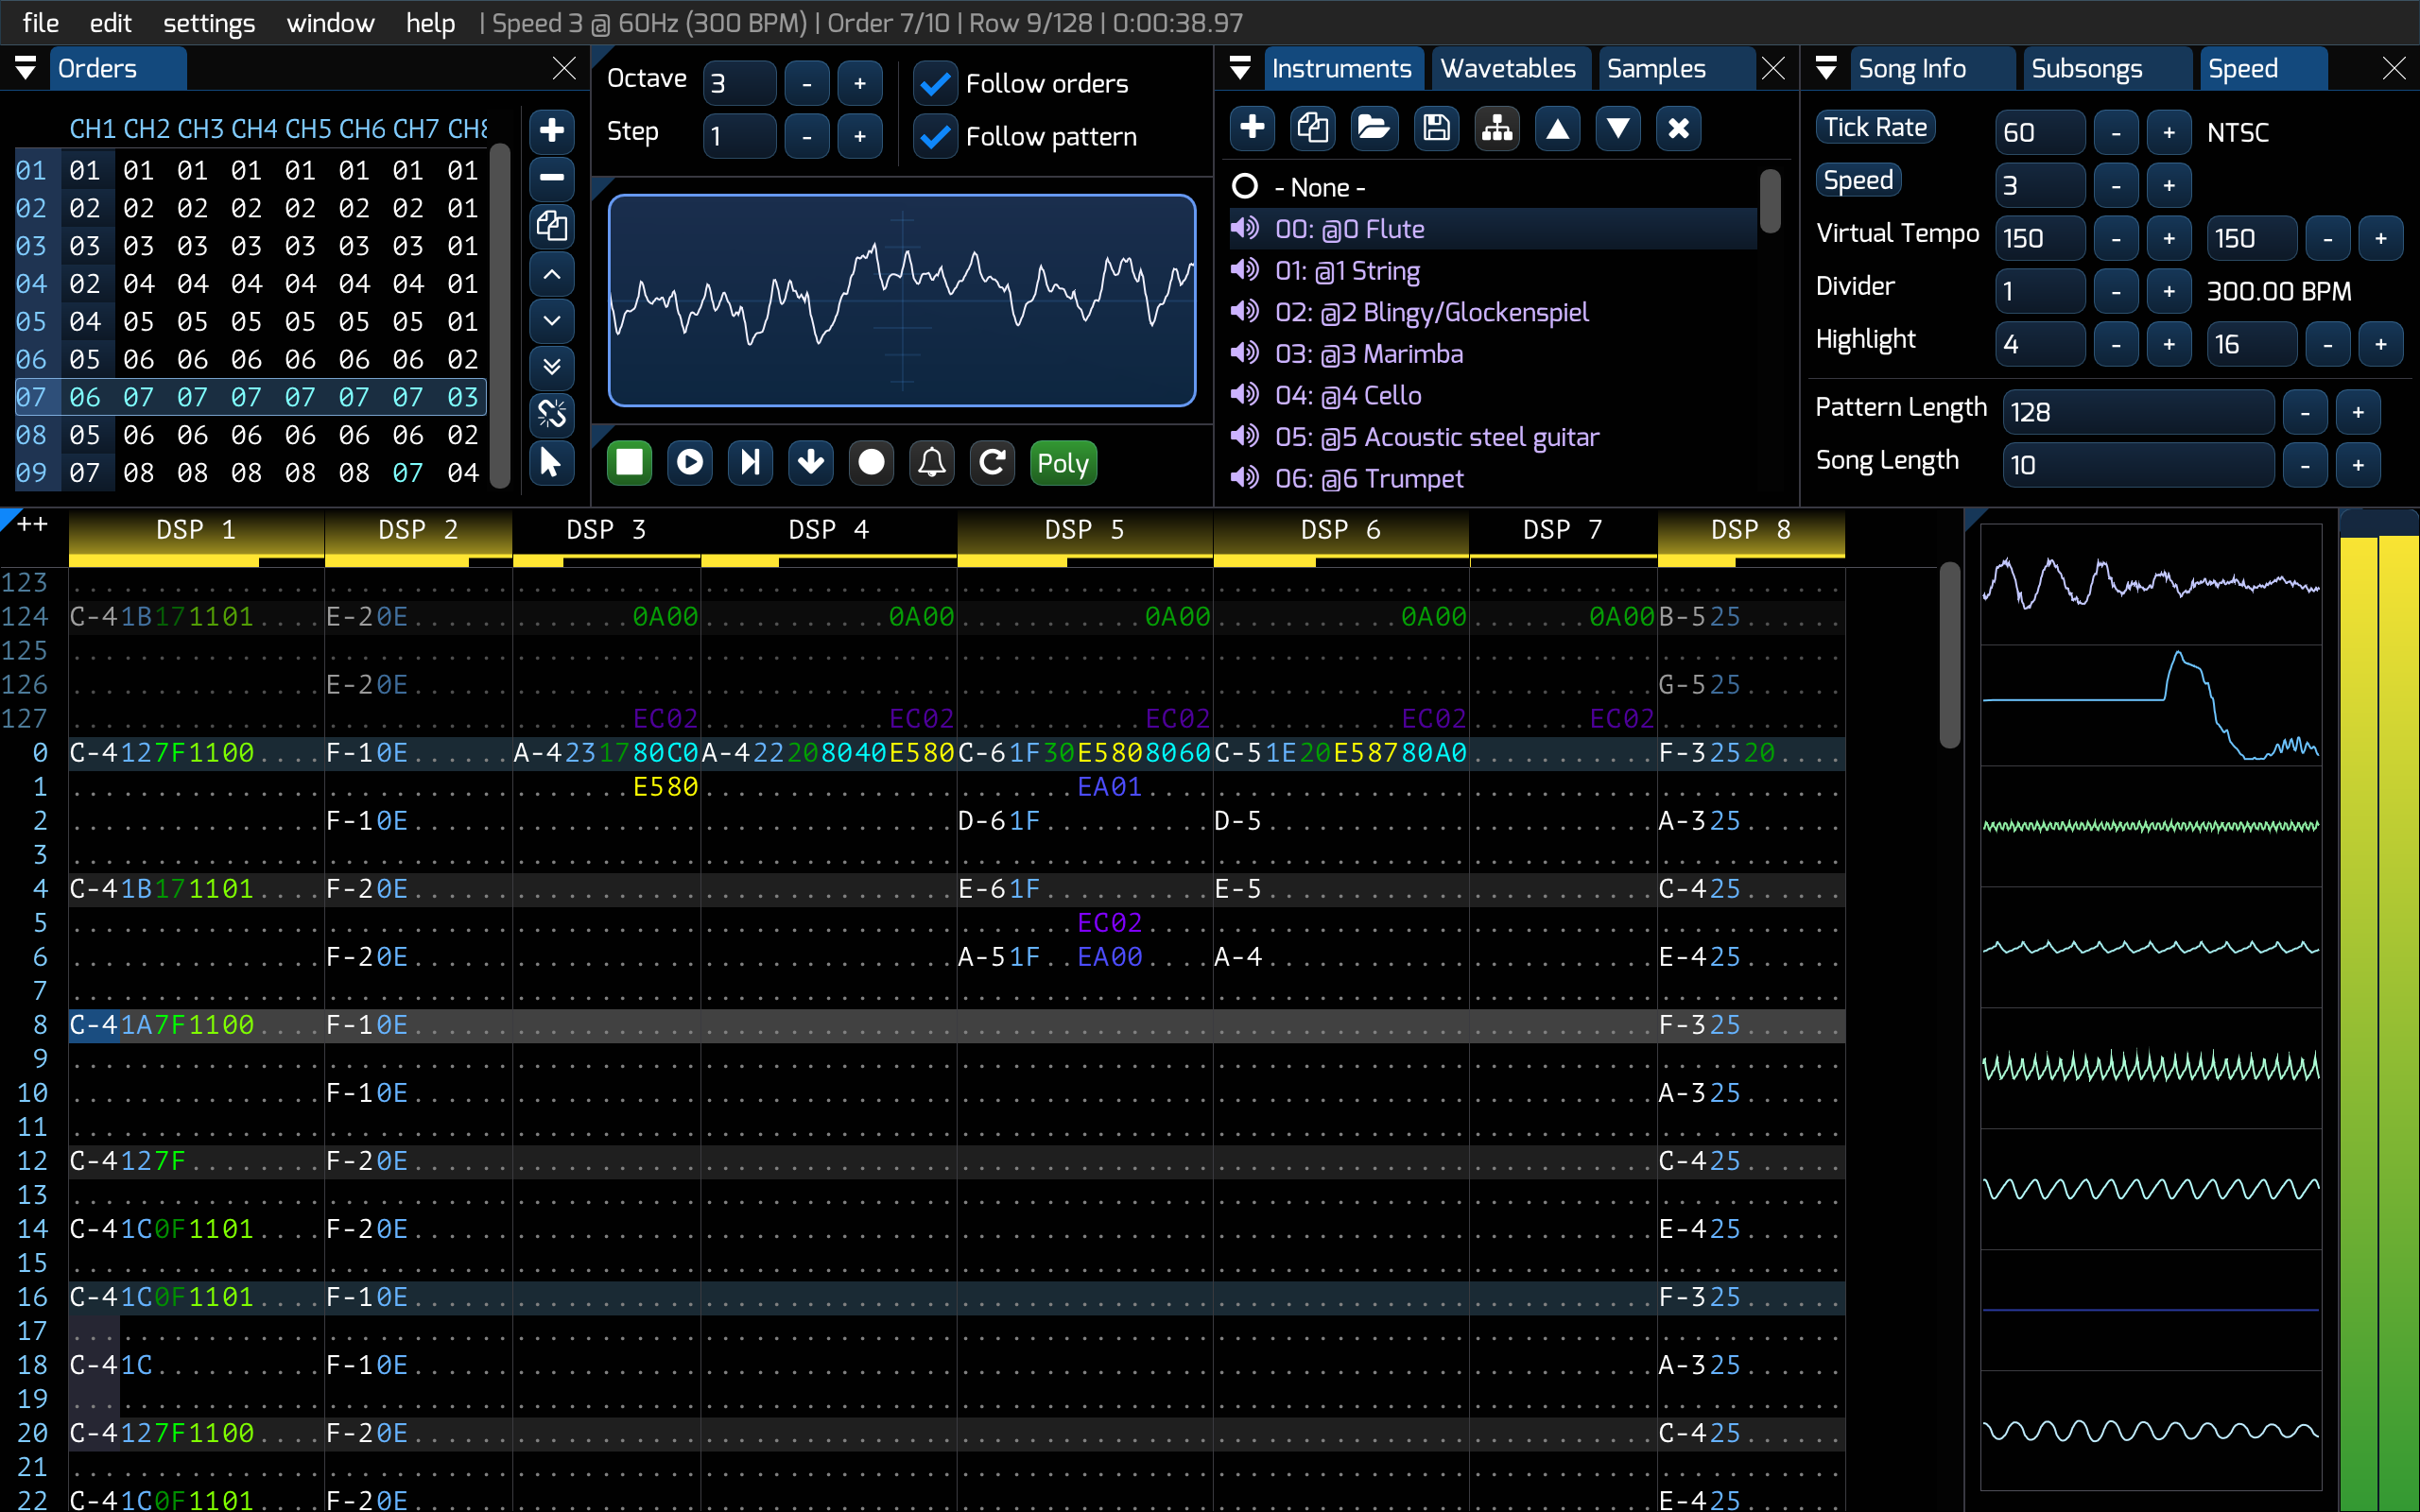 file edit settings window help | Speed 3 @ 60Hz (300 BPM) | Order 7/10 | Row 9/128 | 0:00:38.97
Orders
CH1 CH2 CH3 CH4 CH5 CH6 CH7 CH8
01 01 01 01 01 01 01 01 01
02 02 02 02 02 02 02 02 01
03 03 03 03 03 03 03 03 01
04 02 04 04 04 04 04 04 01
05 04 05 05 05 05 05 05 01
06 05 06 06 06 06 06 06 02
07 06 07 07 07 07 07 07 03
08 05 06 06 06 06 06 06 02
09 07 08 08 08 08 08 07 04
Octave 3 - + Follow orders
Step 1 - + Follow pattern
Poly
Instruments Wavetables Samples
- None -
00: @0 Flute
01: @1 String
02: @2 Blingy/Glockenspiel
03: @3 Marimba
04: @4 Cello
05: @5 Acoustic steel guitar
06: @6 Trumpet
Song Info Subsongs Speed
Tick Rate 60 - + NTSC
Speed 3 - +
Virtual Tempo 150 - + 150 - +
Divider 1 - + 300.00 BPM
Highlight 4 - + 16 - +
Pattern Length 128 - +
Song Length 10 - +
++ DSP 1 DSP 2 DSP 3 DSP 4 DSP 5 DSP 6 DSP 7 DSP 8
123
124 C-41B171101.... E-20E...... 0A00 0A00 0A00 0A00 0A00 B-525......
125
126 E-20E...... G-525......
127 EC02 EC02 EC02 EC02 EC02
0 C-4127F1100.... F-10E...... A-4231780C0 A-422208040E580 C-61F30E5808060 C-51E20E58780A0 F-32520....
1 E580 EA01
2 F-10E...... D-61F D-5 A-325......
3
4 C-41B171101.... F-20E...... E-61F E-5 C-425......
5 EC02
6 F-20E...... A-51F..EA00.... A-4 E-425......
7
8 C-41A7F1100.... F-10E...... F-325......
9
10 F-10E...... A-325......
11
12 C-4127F........ F-20E...... C-425......
13
14 C-41C0F1101.... F-20E...... E-425......
15
16 C-41C0F1101.... F-10E...... F-325......
17
18 C-41C.......... F-10E...... A-325......
19
20 C-4127F1100.... F-20E...... C-425......
21
22 C-41C0F1101.... F-20E...... E-425......